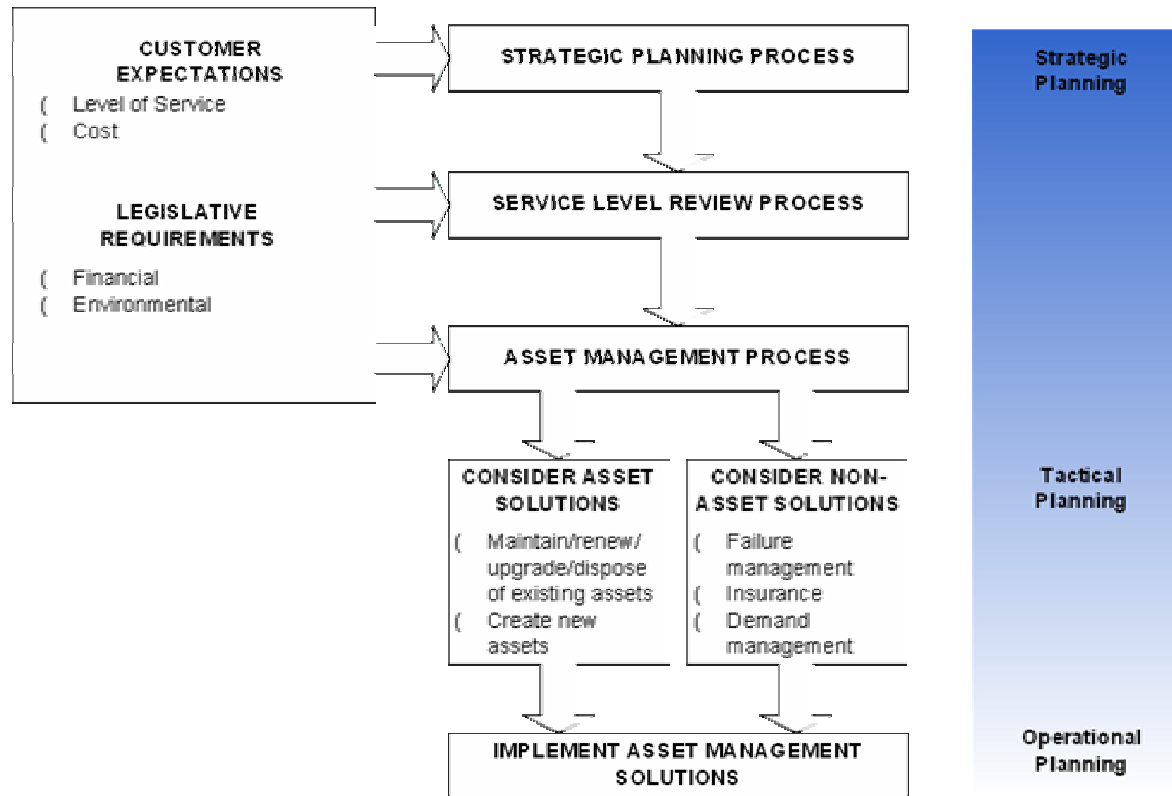 CUSTOMER
EXPECTATIONS
( Level of Service
( Cost
LEGISLATIVE
REQUIREMENTS
( Financial
( Environmental
STRATEGIC PLANNING PROCESS
SERVICE LEVEL REVIEW PROCESS
ASSET MANAGEMENT PROCESS
CONSIDER ASSET
SOLUTIONS
( Maintain/renew/
upgrade/dispose
of existing assets
( Create new
assets
CONSIDER NON-
ASSET SOLUTIONS
( Failure
management
( Insurance
( Demand
management
IMPLEMENT ASSET MANAGEMENT
SOLUTIONS
Strategic
Planning
Tactical
Planning
Operational
Planning